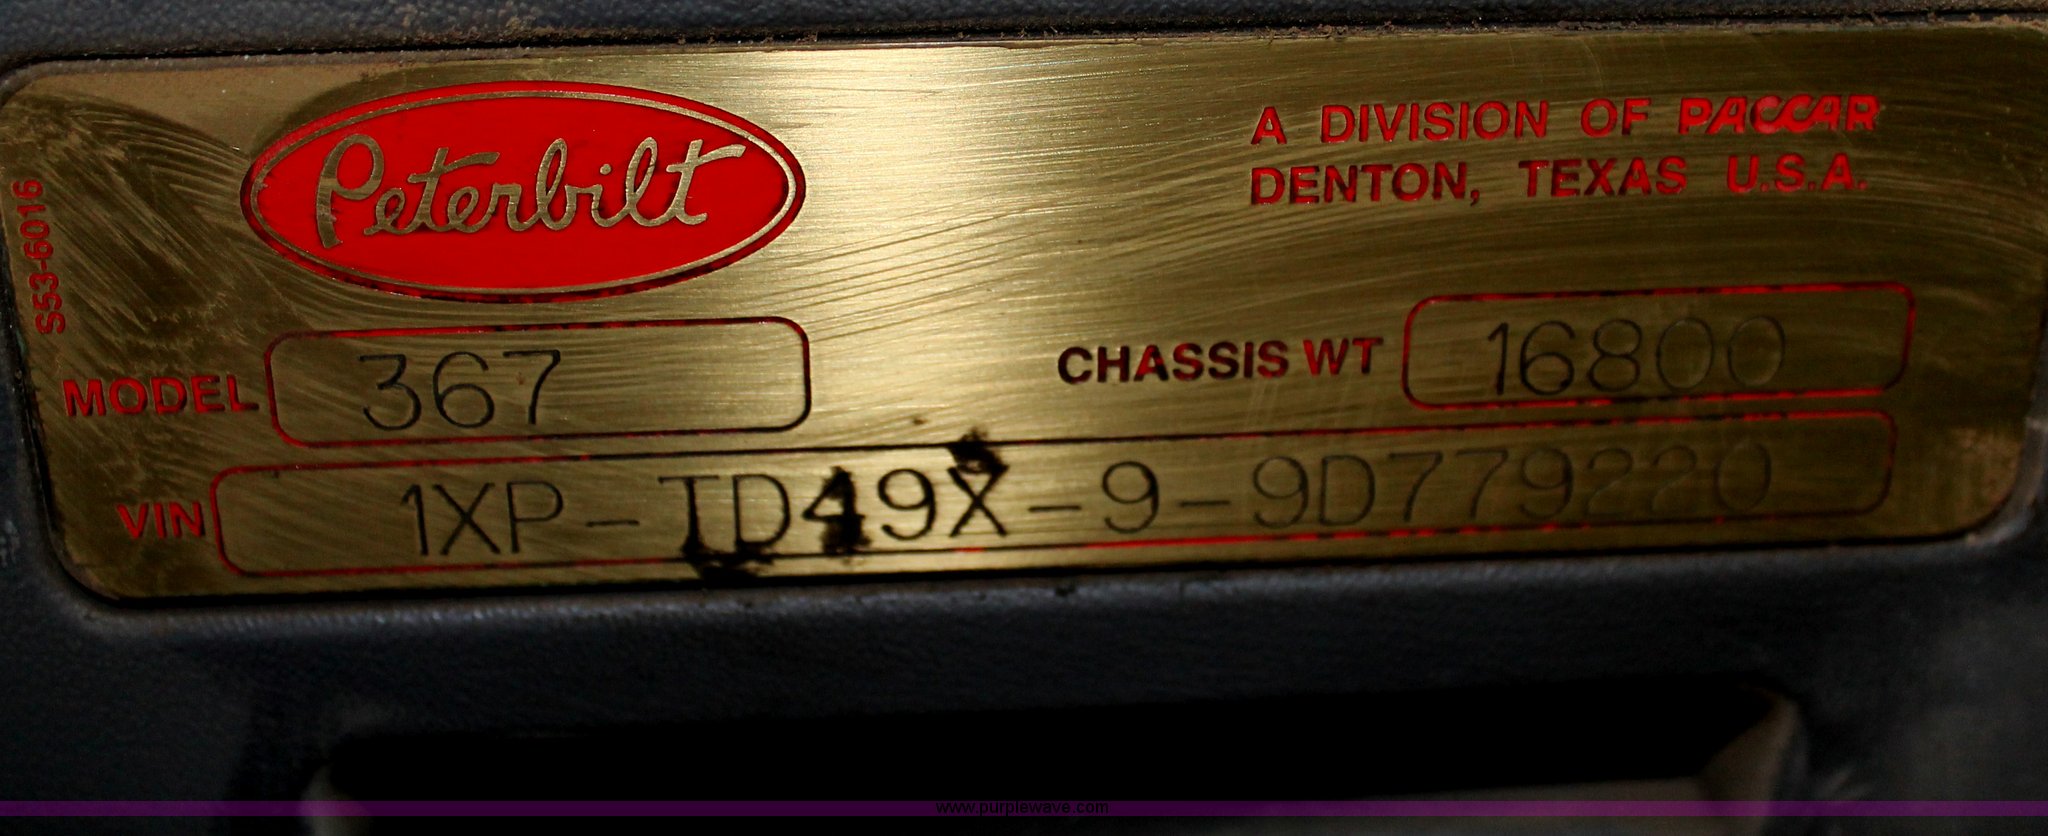 Peterbilt
A DIVISION OF PACCAR
DENTON, TEXAS U.S.A.
S53-6016
MODEL 367
CHASSIS WT 16800
VIN 1XP-TD49X-9-9D779220
www.purplewave.com